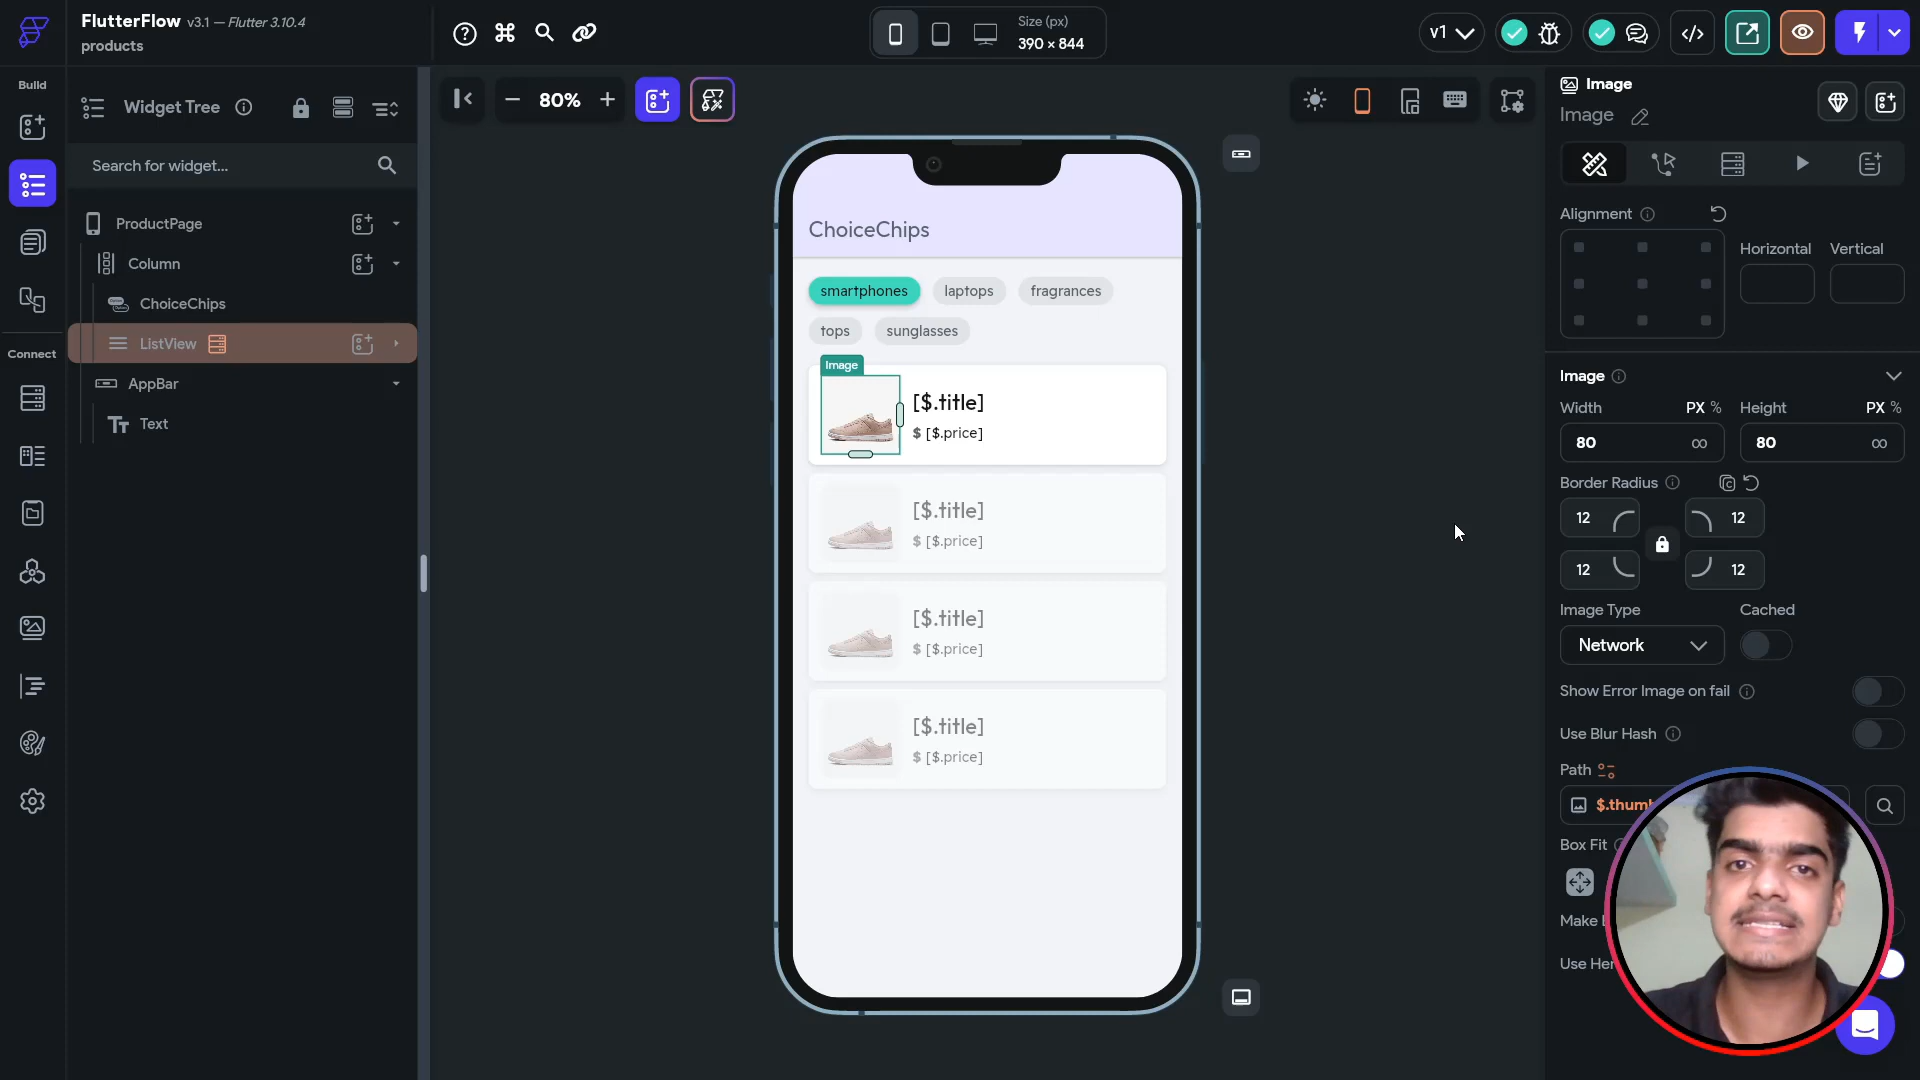 FlutterFlow v3.1 — Flutter 3.10.4
products
Size (px)
390 × 844
v1
Build
Widget Tree
80%
Search for widget...
ProductPage
Column
ChoiceChips
ListView
AppBar
Text
Connect
ChoiceChips
smartphones
laptops
fragrances
tops
sunglasses
Image
[$.title]
$ [$.price]
[$.title]
$ [$.price]
[$.title]
$ [$.price]
[$.title]
$ [$.price]
Image
Image
Alignment
Horizontal
Vertical
Image
Width PX %
Height PX %
80
80
Border Radius
12
12
12
12
Image Type
Cached
Network
Show Error Image on fail
Use Blur Hash
Path
Box Fit
Make
Use